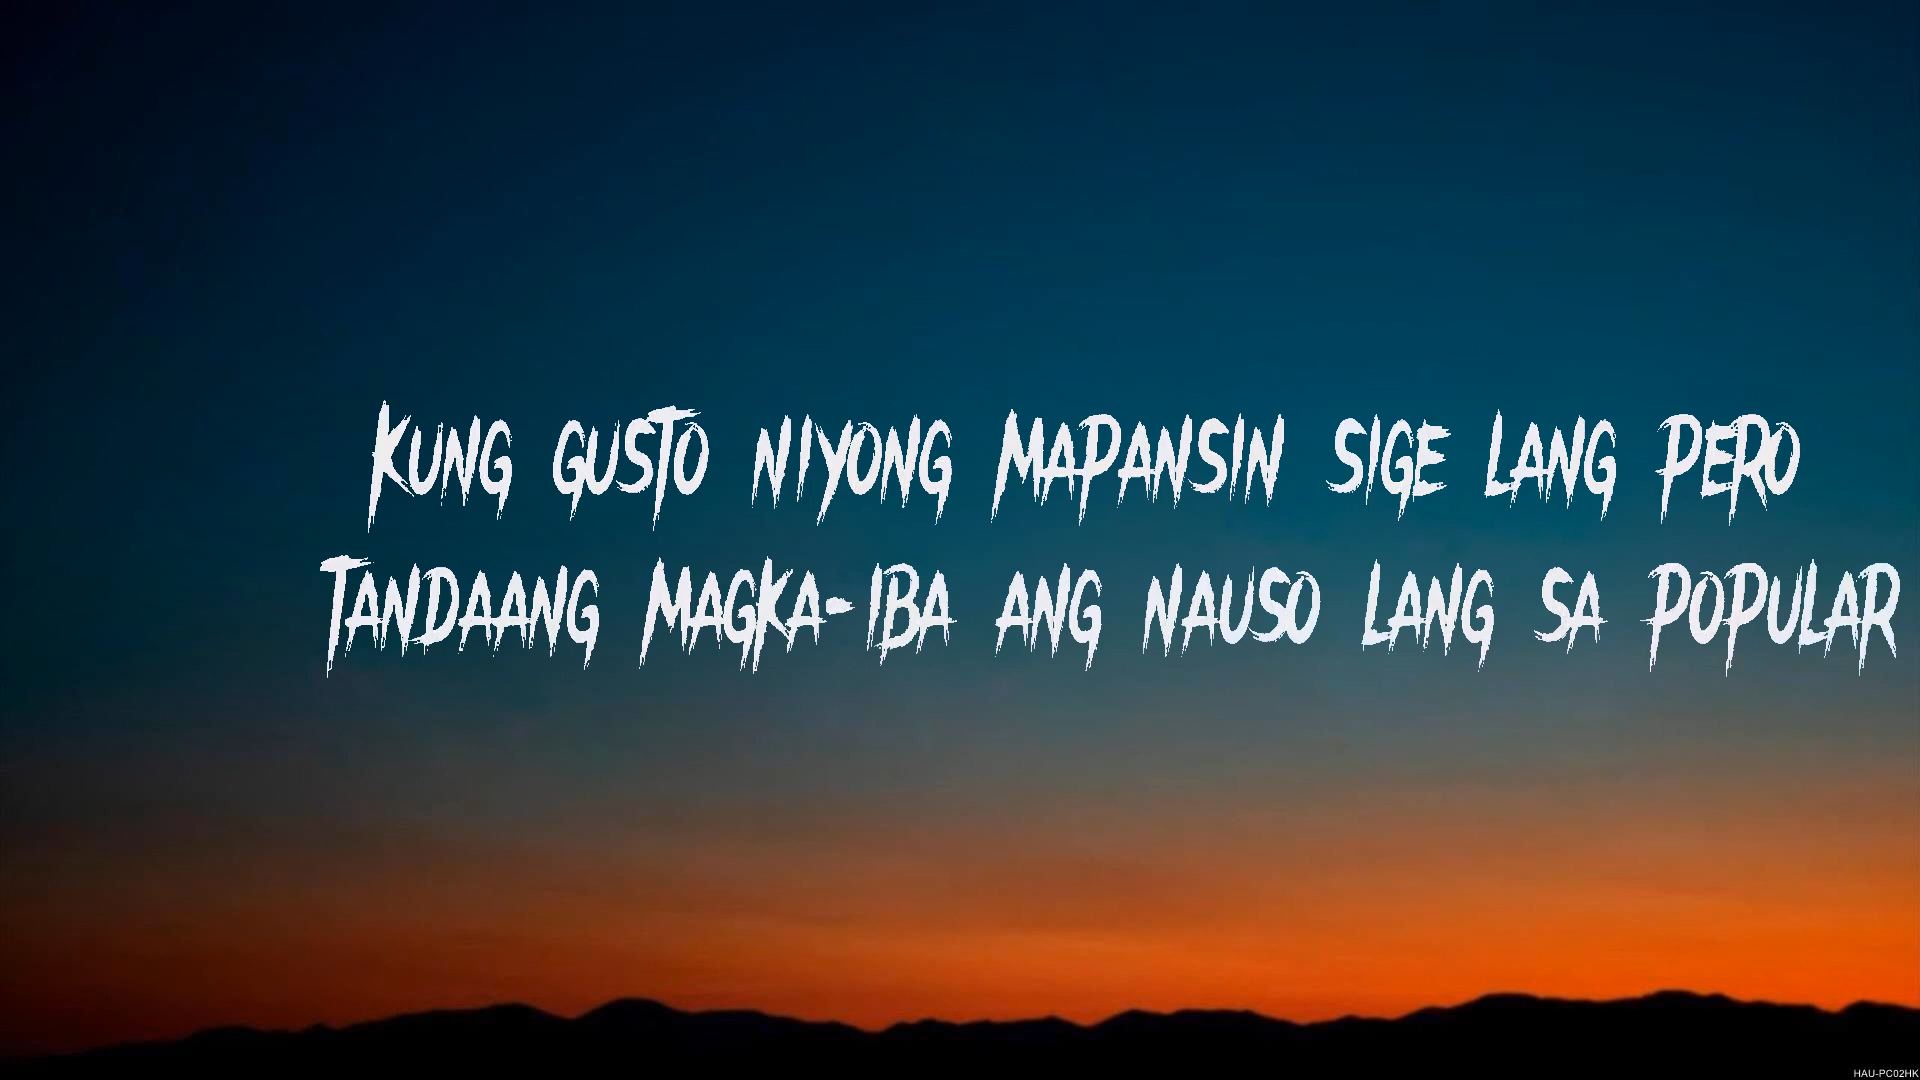 Kung gusto niyong mapansin sige lang pero
Tandaang magka-iba ang nauso lang sa popular
HAU-PC02HK